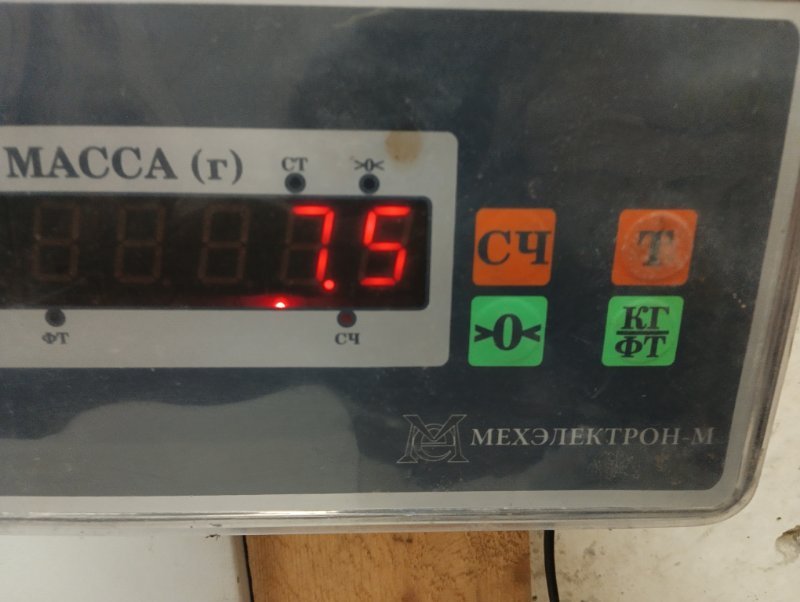 МАССА (г)
СТ
>0<
7.5
ФТ
СЧ
СЧ
Т
>0<
КГ
ФТ
МЕХЭЛЕКТРОН-М